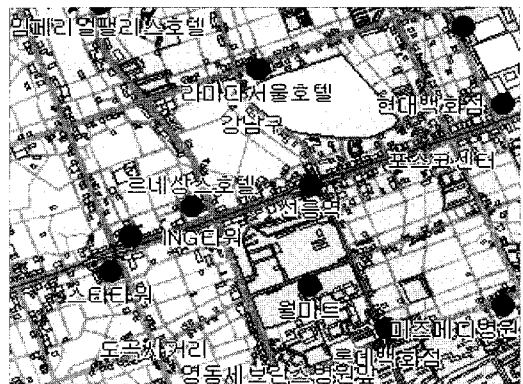 임페리얼팰리스호텔
라마다서울호텔
현대백화점
강남구
포스코센터
르네상스호텔
선릉역
ING타워
스타타워
월마트
미즈메디병원
도곡사거리
롯데백화점
영동세브란스병원앞